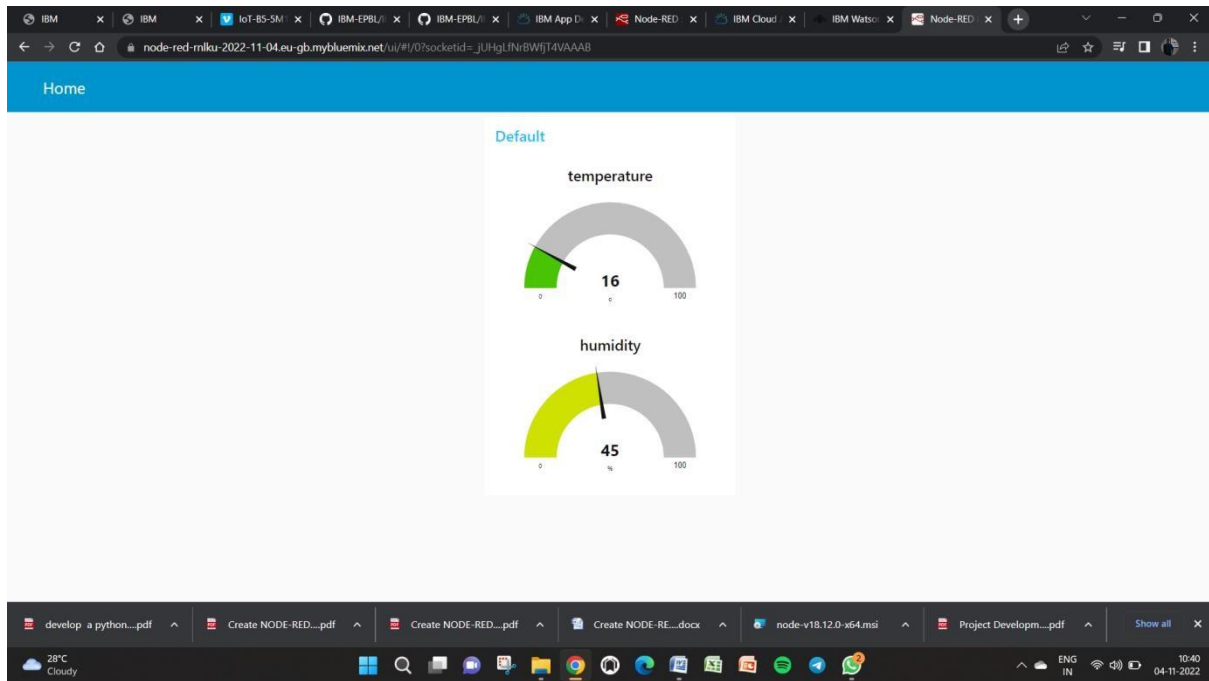 IBM
IBM
IoT-B5-5M1
IBM-EPBL/
IBM-EPBL/
IBM App De
Node-RED
IBM Cloud /
IBM Watson
Node-RED
node-red-rnlku-2022-11-04.eu-gb.mybluemix.net/ui/#!/0?socketid=_jUHgLfNrBWfjT4VAAAB
Home
Default
temperature
16
0
c
100
humidity
45
0
%
100
develop a python....pdf
Create NODE-RED....pdf
Create NODE-RED....pdf
Create NODE-RE....docx
node-v18.12.0-x64.msi
Project Developm....pdf
Show all
28°C
Cloudy
2
ENG
IN
10:40
04-11-2022